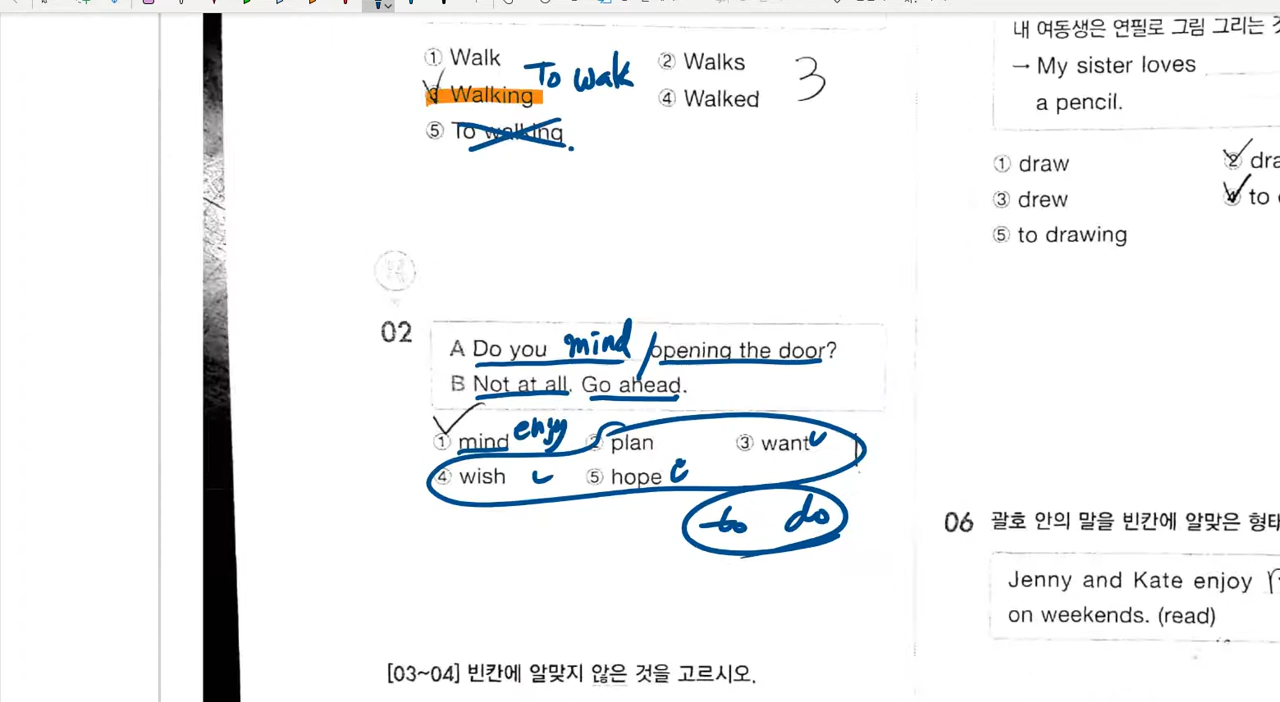 ① Walk
② Walks
To wak
3
③ Walking
④ Walked
⑤ To walking
02
A Do you mind / opening the door?
B Not at all. Go ahead.
① mind enjy
② plan
③ want
④ wish
⑤ hope
to do
[03~04] 빈칸에 알맞지 않은 것을 고르시오.
내 여동생은 연필로 그림 그리는
→ My sister loves
a pencil.
① draw
②
③ drew
④ to
⑤ to drawing
06 괄호 안의 말을 빈칸에 알맞은 형태
Jenny and Kate enjoy
on weekends. (read)